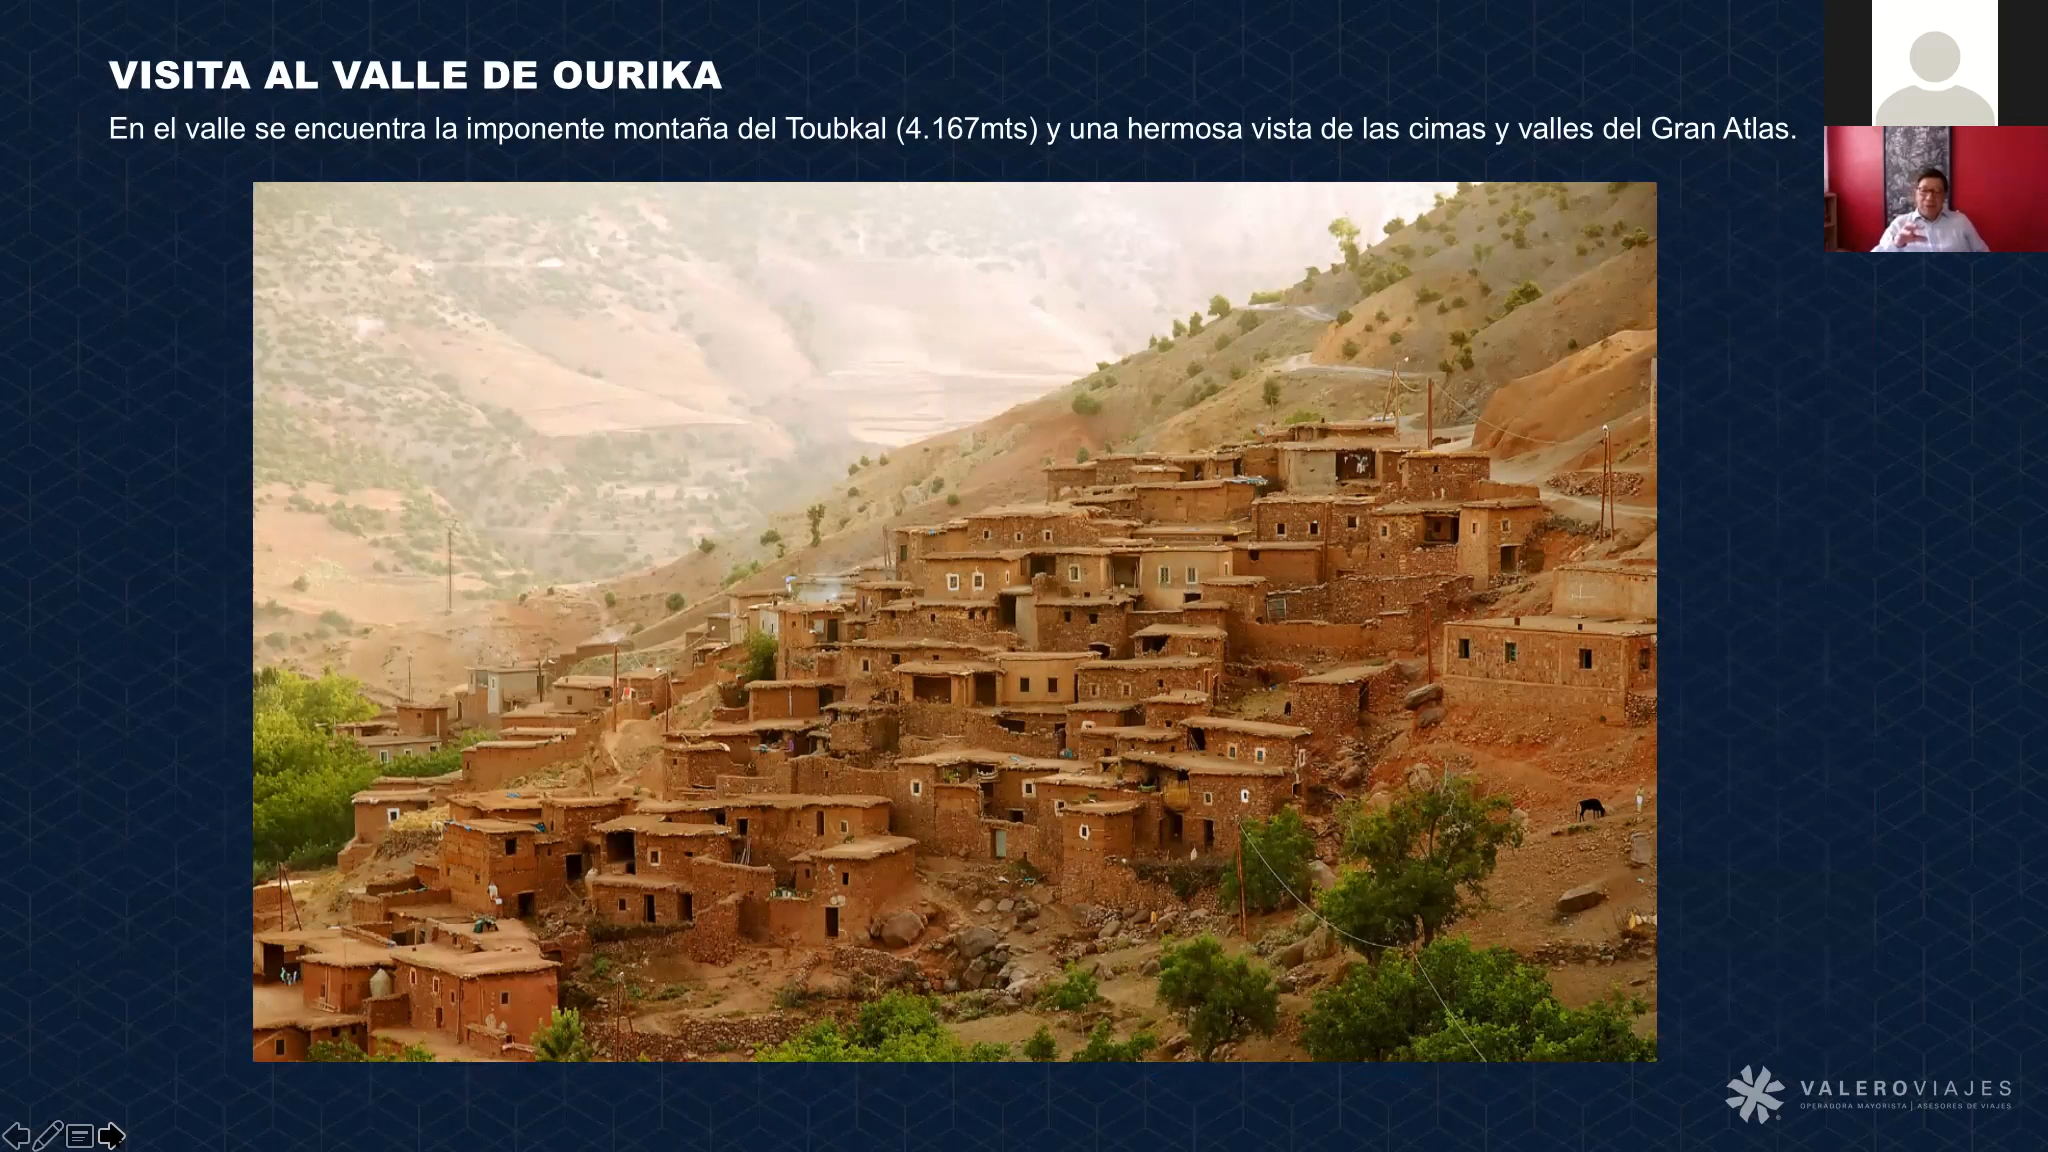 VISITA AL VALLE DE OURIKA
En el valle se encuentra la imponente montaña del Toubkal (4.167mts) y una hermosa vista de las cimas y valles del Gran Atlas.
VALEROVIAJES
OPERADORA MAYORISTA | ASESORES DE VIAJES